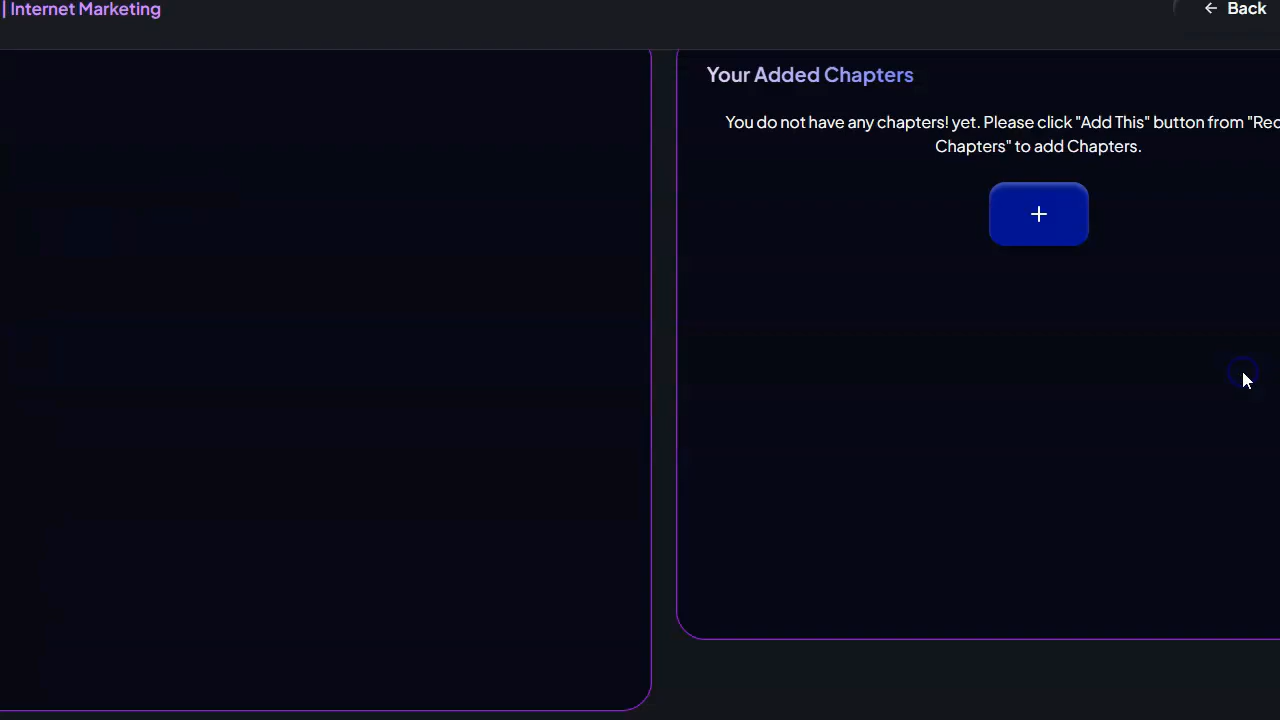 | Internet Marketing
Back
Your Added Chapters
You do not have any chapters! yet. Please click "Add This" button from "Rec
Chapters" to add Chapters.
+